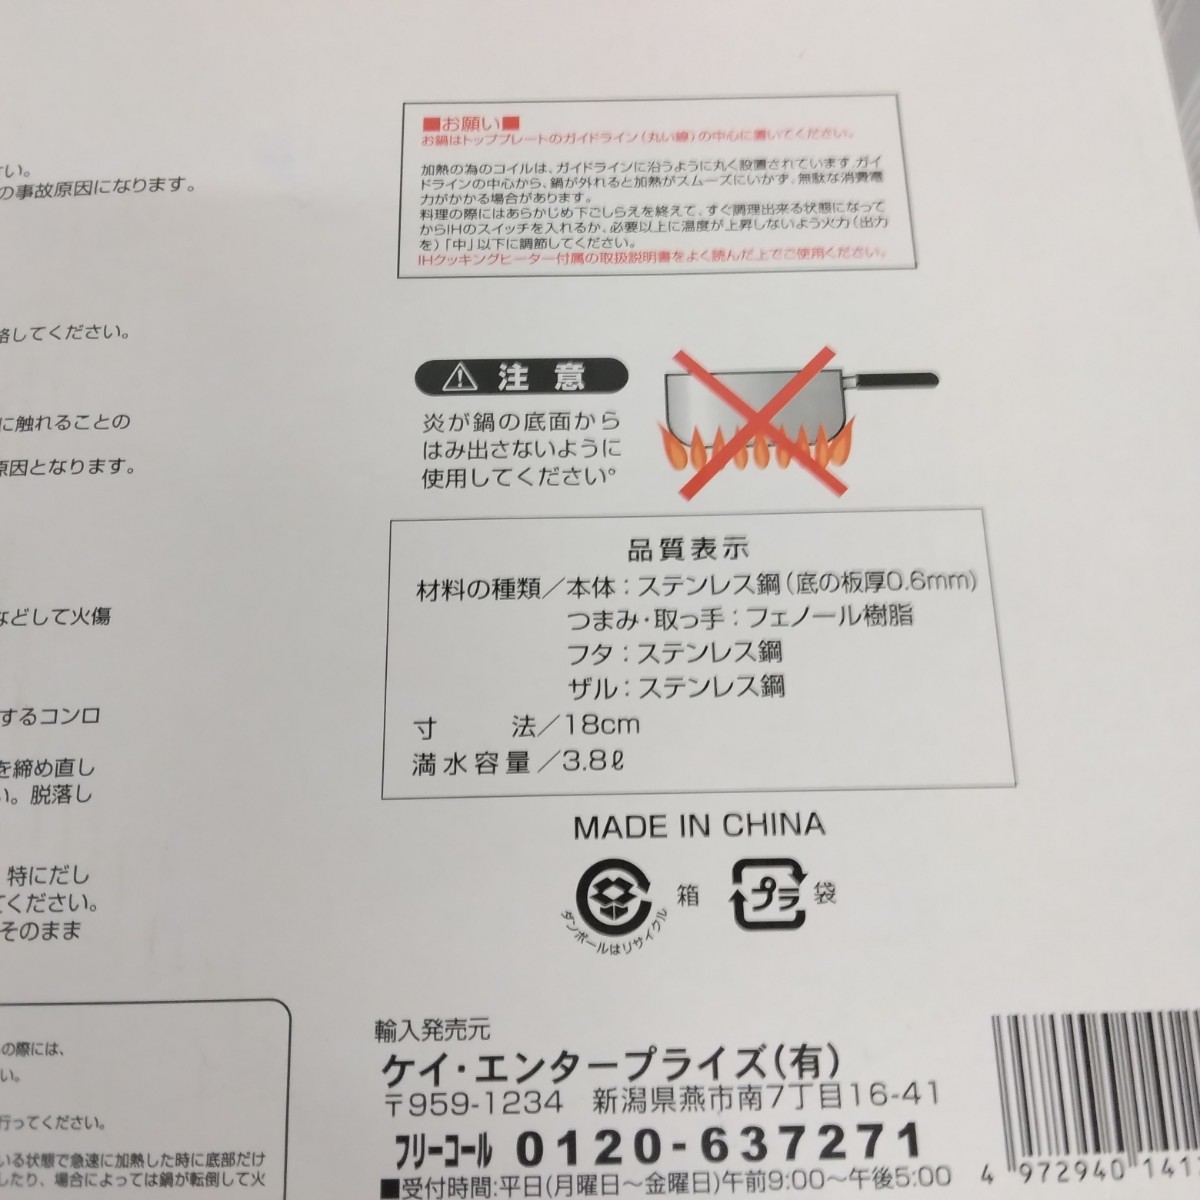 い。
の事故原因になります。
絡してください。
に触れることの
原因となります。
などして火傷
するコンロ
を締め直し
い。脱落し
特にだし
てください。
そのまま
の際には、
い。
行ってください。
いる状態で急速に加熱した時に底部だけ
したり、場合によっては鍋が転倒して火
■お願い■
お鍋はトッププレートのガイドライン（丸い線）の中心に置いてください。
加熱の為のコイルは、ガイドラインに沿うように丸く設置されています。ガイ
ドラインの中心から、鍋が外れると加熱がスムーズにいかず、無駄な消費電
力がかかる場合があります。
料理の際にはあらかじめ下ごしらえを終えて、すぐ調理出来る状態になって
からIHのスイッチを入れるか、必要以上に温度が上昇しないよう火力（出力
を）「中」以下に調節してください。
IHクッキングヒーター付属の取扱説明書をよく読んだ上でご使用ください。
注意
炎が鍋の底面から
はみ出さないように
使用してください。
品質表示
材料の種類／本体：ステンレス鋼（底の板厚0.6mm）
つまみ・取っ手：フェノール樹脂
フタ：ステンレス鋼
ザル：ステンレス鋼
寸　法／18cm
満水容量／3.8ℓ
MADE IN CHINA
箱
ダンボールはリサイクル
プラ
袋
輸入発売元
ケイ・エンタープライズ（有）
〒959-1234　新潟県燕市南7丁目16-41
フリーコール 0120-637271
■受付時間：平日（月曜日～金曜日）午前9:00～午後5:00
4 972940 141